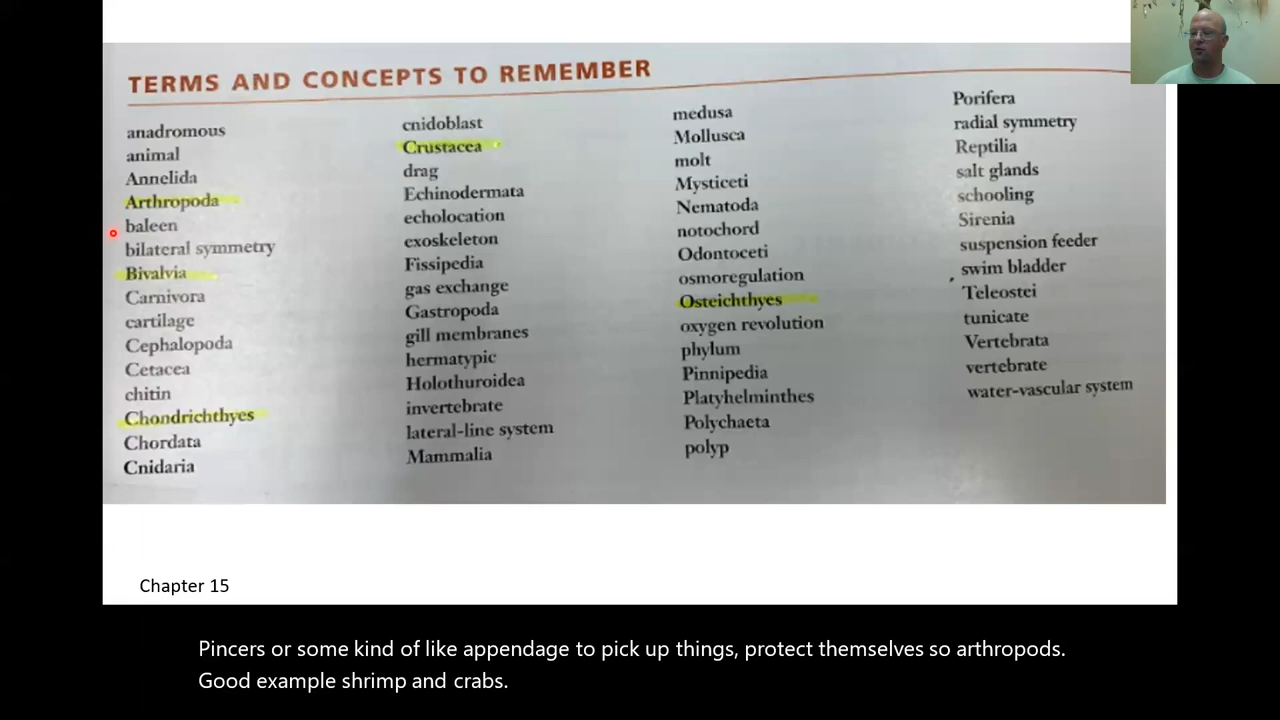 TERMS AND CONCEPTS TO REMEMBER
anadromous
animal
Annelida
Arthropoda
baleen
bilateral symmetry
Bivalvia
Carnivora
cartilage
Cephalopoda
Cetacea
chitin
Chondrichthyes
Chordata
Cnidaria
cnidoblast
Crustacea
drag
Echinodermata
echolocation
exoskeleton
Fissipedia
gas exchange
Gastropoda
gill membranes
hermatypic
Holothuroidea
invertebrate
lateral-line system
Mammalia
medusa
Mollusca
molt
Mysticeti
Nematoda
notochord
Odontoceti
osmoregulation
Osteichthyes
oxygen revolution
phylum
Pinnipedia
Platyhelminthes
Polychaeta
polyp
Porifera
radial symmetry
Reptilia
salt glands
schooling
Sirenia
suspension feeder
swim bladder
Teleostei
tunicate
Vertebrata
vertebrate
water-vascular system
Chapter 15
Pincers or some kind of like appendage to pick up things, protect themselves so arthropods.
Good example shrimp and crabs.